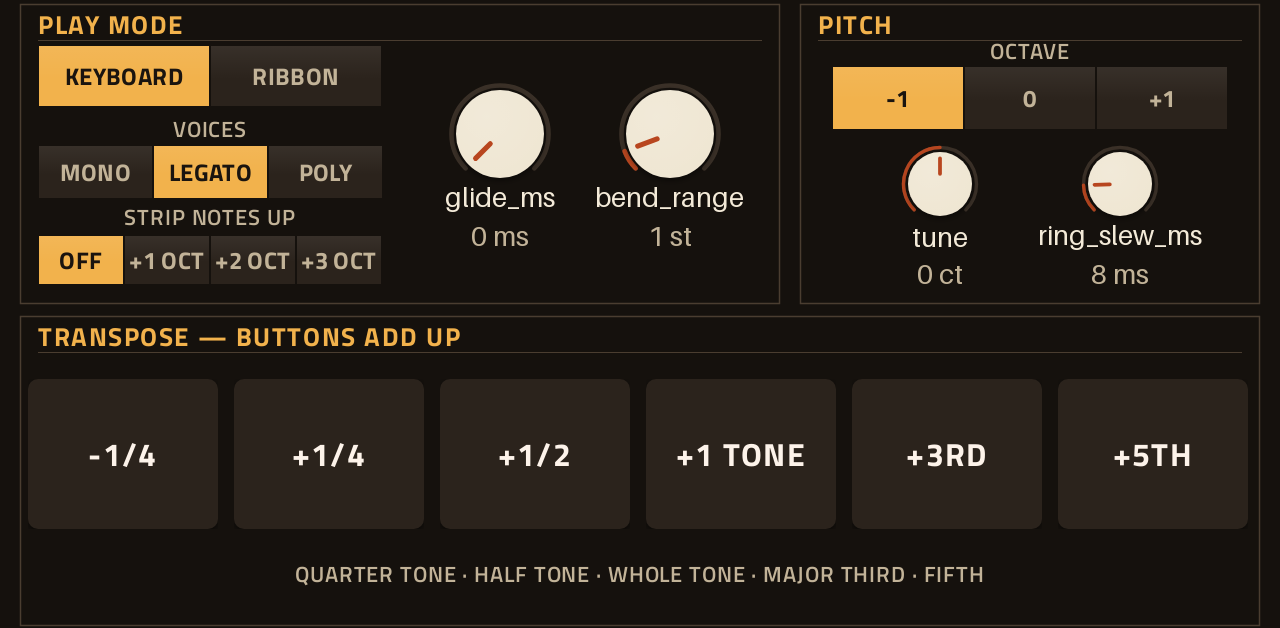 PLAY MODE
KEYBOARD RIBBON
VOICES
MONO LEGATO POLY
STRIP NOTES UP
OFF +1 OCT +2 OCT +3 OCT
glide_ms bend_range
0 ms 1 st
PITCH
OCTAVE
-1 0 +1
tune ring_slew_ms
0 ct 8 ms
TRANSPOSE — BUTTONS ADD UP
-1/4 +1/4 +1/2 +1 TONE +3RD +5TH
QUARTER TONE · HALF TONE · WHOLE TONE · MAJOR THIRD · FIFTH